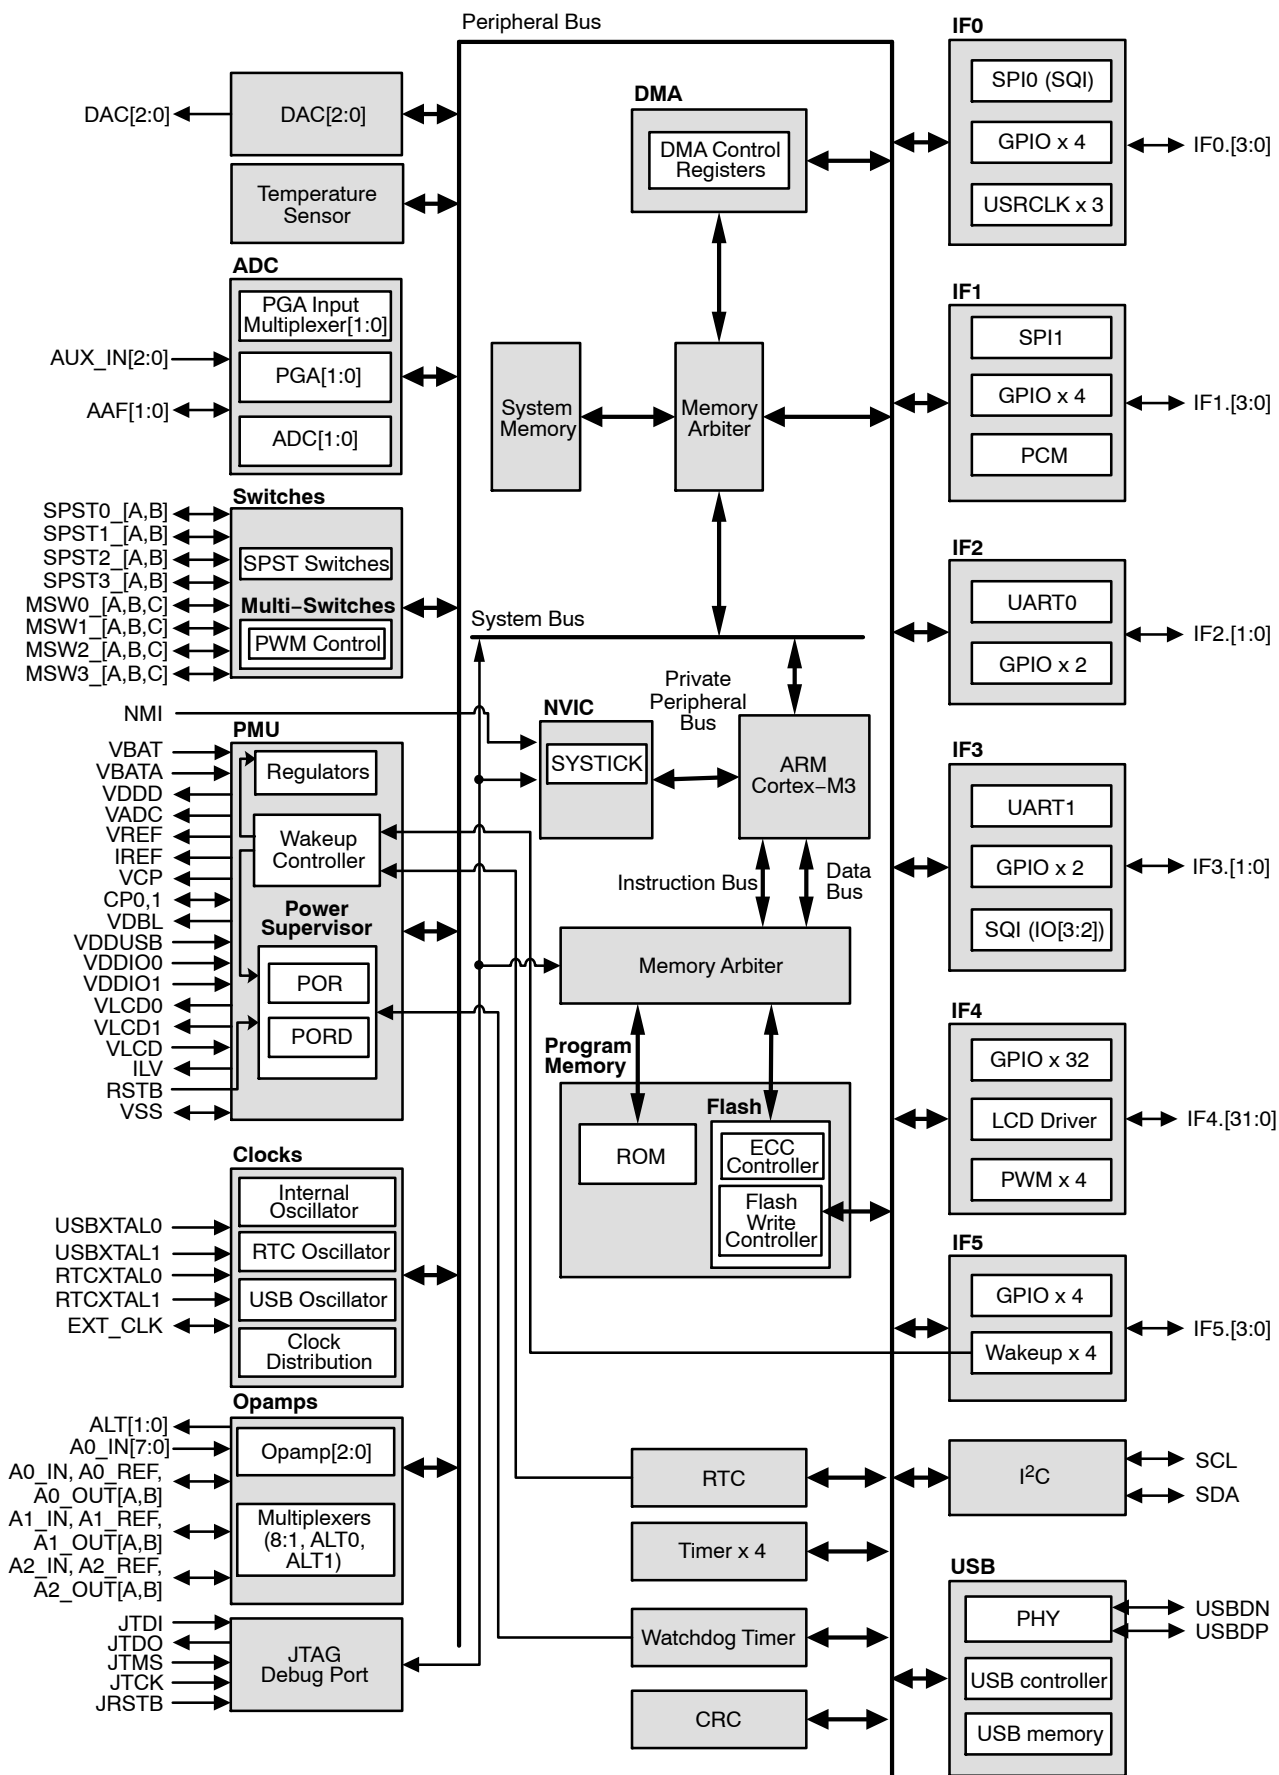 Peripheral Bus
DAC[2:0]
DAC[2:0]
Temperature
Sensor
ADC
PGA Input
Multiplexer[1:0]
AUX_IN[2:0]
PGA[1:0]
AAF[1:0]
ADC[1:0]
Switches
SPST0_[A,B]
SPST1_[A,B]
SPST2_[A,B]
SPST3_[A,B]
MSW0_[A,B,C]
MSW1_[A,B,C]
MSW2_[A,B,C]
MSW3_[A,B,C]
SPST Switches
Multi−Switches
PWM Control
NMI
PMU
VBAT
VBATA
VDDD
VADC
VREF
IREF
VCP
CP0,1
VDBL
VDDUSB
VDDIO0
VDDIO1
VLCD0
VLCD1
VLCD
ILV
RSTB
VSS
Regulators
Wakeup
Controller
Power
Supervisor
POR
PORD
Clocks
Internal
Oscillator
RTC Oscillator
USB Oscillator
Clock
Distribution
USBXTAL0
USBXTAL1
RTCXTAL0
RTCXTAL1
EXT_CLK
Opamps
ALT[1:0]
A0_IN[7:0]
A0_IN, A0_REF,
A0_OUT[A,B]
A1_IN, A1_REF,
A1_OUT[A,B]
A2_IN, A2_REF,
A2_OUT[A,B]
Opamp[2:0]
Multiplexers
(8:1, ALT0,
ALT1)
JTDI
JTDO
JTMS
JTCK
JRSTB
JTAG
Debug Port
DMA
DMA Control
Registers
System
Memory
Memory
Arbiter
System Bus
Private
Peripheral
Bus
NVIC
SYSTICK
ARM
Cortex−M3
Instruction Bus
Data
Bus
Memory Arbiter
Program
Memory
Flash
ROM
ECC
Controller
Flash
Write
Controller
RTC
Timer x 4
Watchdog Timer
CRC
IF0
SPI0 (SQI)
GPIO x 4
USRCLK x 3
IF0.[3:0]
IF1
SPI1
GPIO x 4
PCM
IF1.[3:0]
IF2
UART0
GPIO x 2
IF2.[1:0]
IF3
UART1
GPIO x 2
SQI (IO[3:2])
IF3.[1:0]
IF4
GPIO x 32
LCD Driver
PWM x 4
IF4.[31:0]
IF5
GPIO x 4
Wakeup x 4
IF5.[3:0]
I²C
SCL
SDA
USB
PHY
USB controller
USB memory
USBDN
USBDP